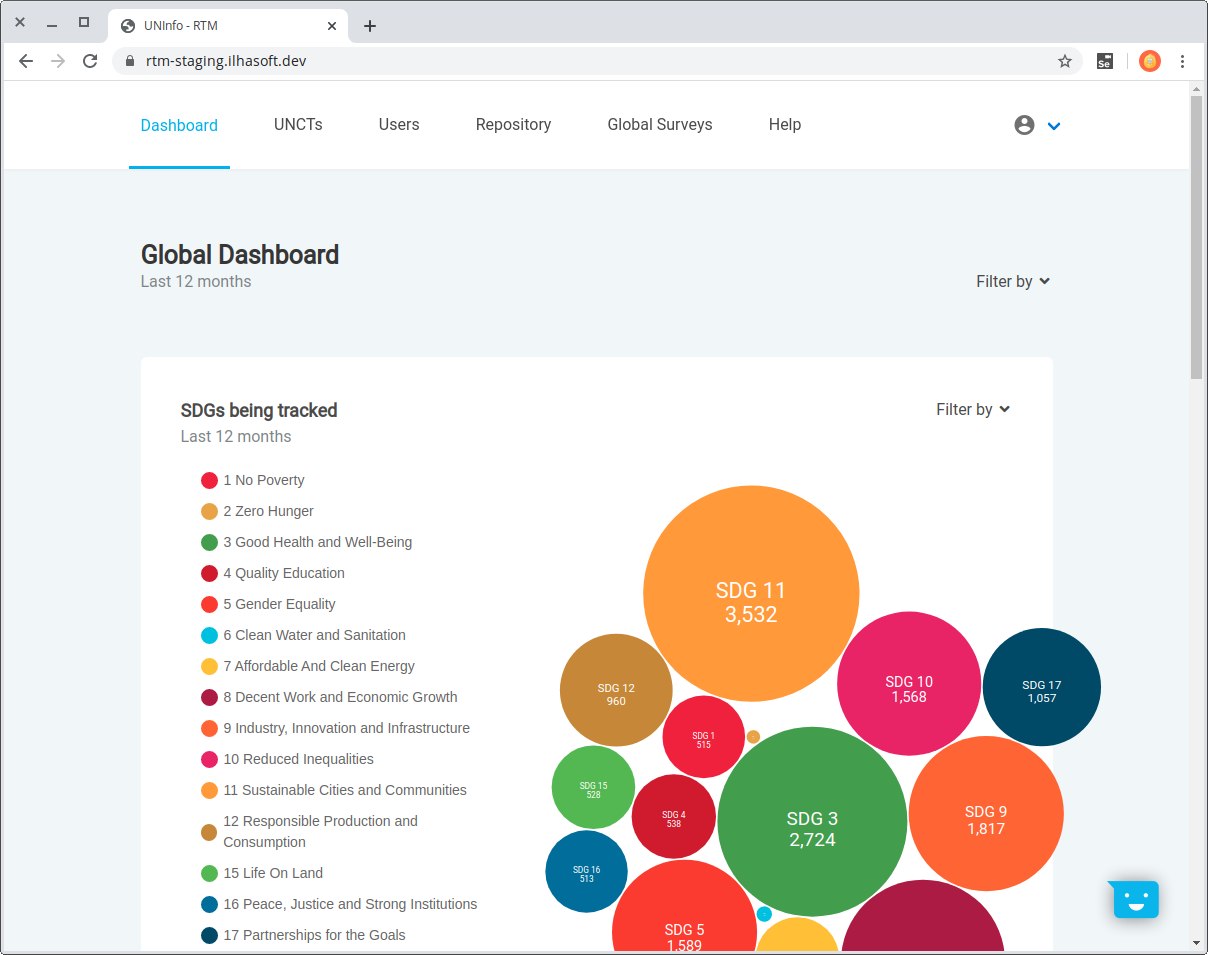 UNInfo - RTM
rtm-staging.ilhasoft.dev
Se
Dashboard
UNCTs
Users
Repository
Global Surveys
Help
Global Dashboard
Last 12 months
Filter by
SDGs being tracked
Last 12 months
Filter by
1 No Poverty
2 Zero Hunger
3 Good Health and Well-Being
4 Quality Education
5 Gender Equality
6 Clean Water and Sanitation
7 Affordable And Clean Energy
8 Decent Work and Economic Growth
9 Industry, Innovation and Infrastructure
10 Reduced Inequalities
11 Sustainable Cities and Communities
12 Responsible Production and
Consumption
15 Life On Land
16 Peace, Justice and Strong Institutions
17 Partnerships for the Goals
SDG 11
3,532
SDG 12
960
SDG 10
1,568
SDG 17
1,057
SDG 1
515
SDG 15
528
SDG 4
538
SDG 3
2,724
SDG 9
1,817
SDG 16
513
SDG 5
1,589